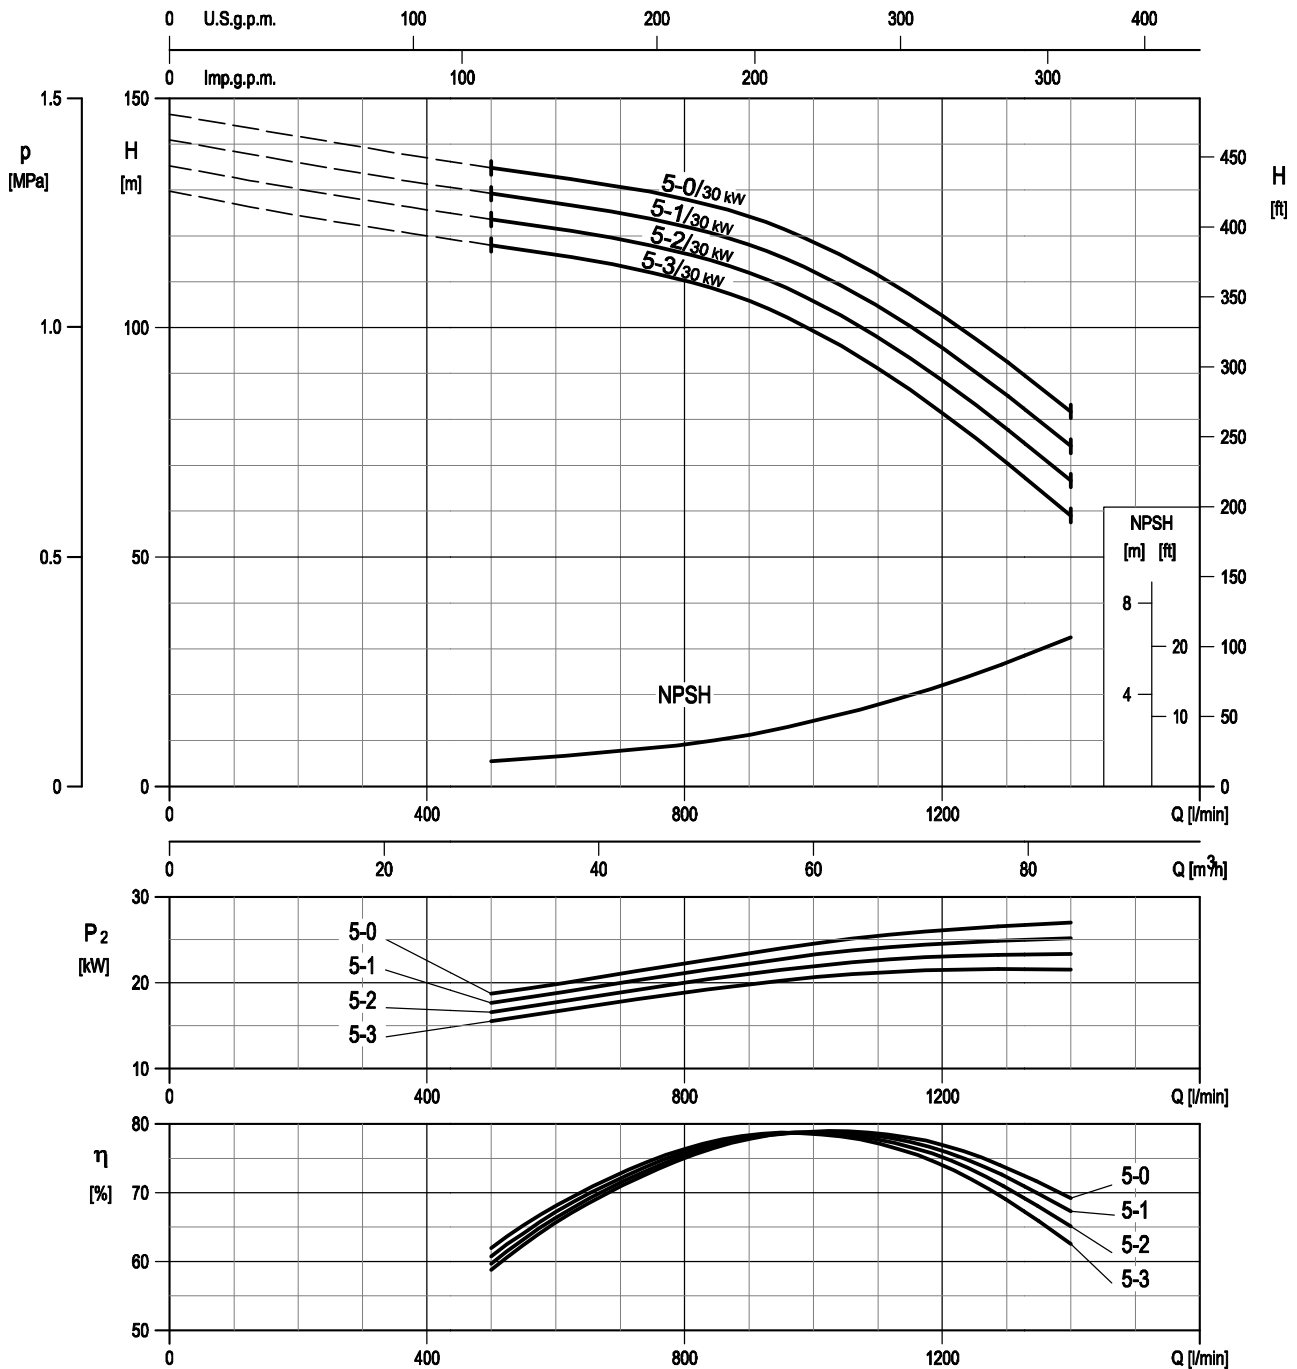 0 U.S.g.p.m. 100 200 300 400
0 Imp.g.p.m. 100 200 300
1.5 150
p H
[MPa] [m]
450
H
[ft]
5-0/30 kW
5-1/30 kW
5-2/30 kW
5-3/30 kW
400
350
1.0 100
300
250
200
NPSH
[m] [ft]
0.5 50
150
8
20 100
NPSH
4
10 50
0 0 0
0 400 800 1200 Q [l/min]
0 20 40 60 80 Q [m³/h]
30
P2
[kW]
5-0
5-1
20
5-2
5-3
10
0 400 800 1200 Q [l/min]
80
η
[%]
70
5-0
5-1
5-2
60
5-3
50
0 400 800 1200 Q [l/min]